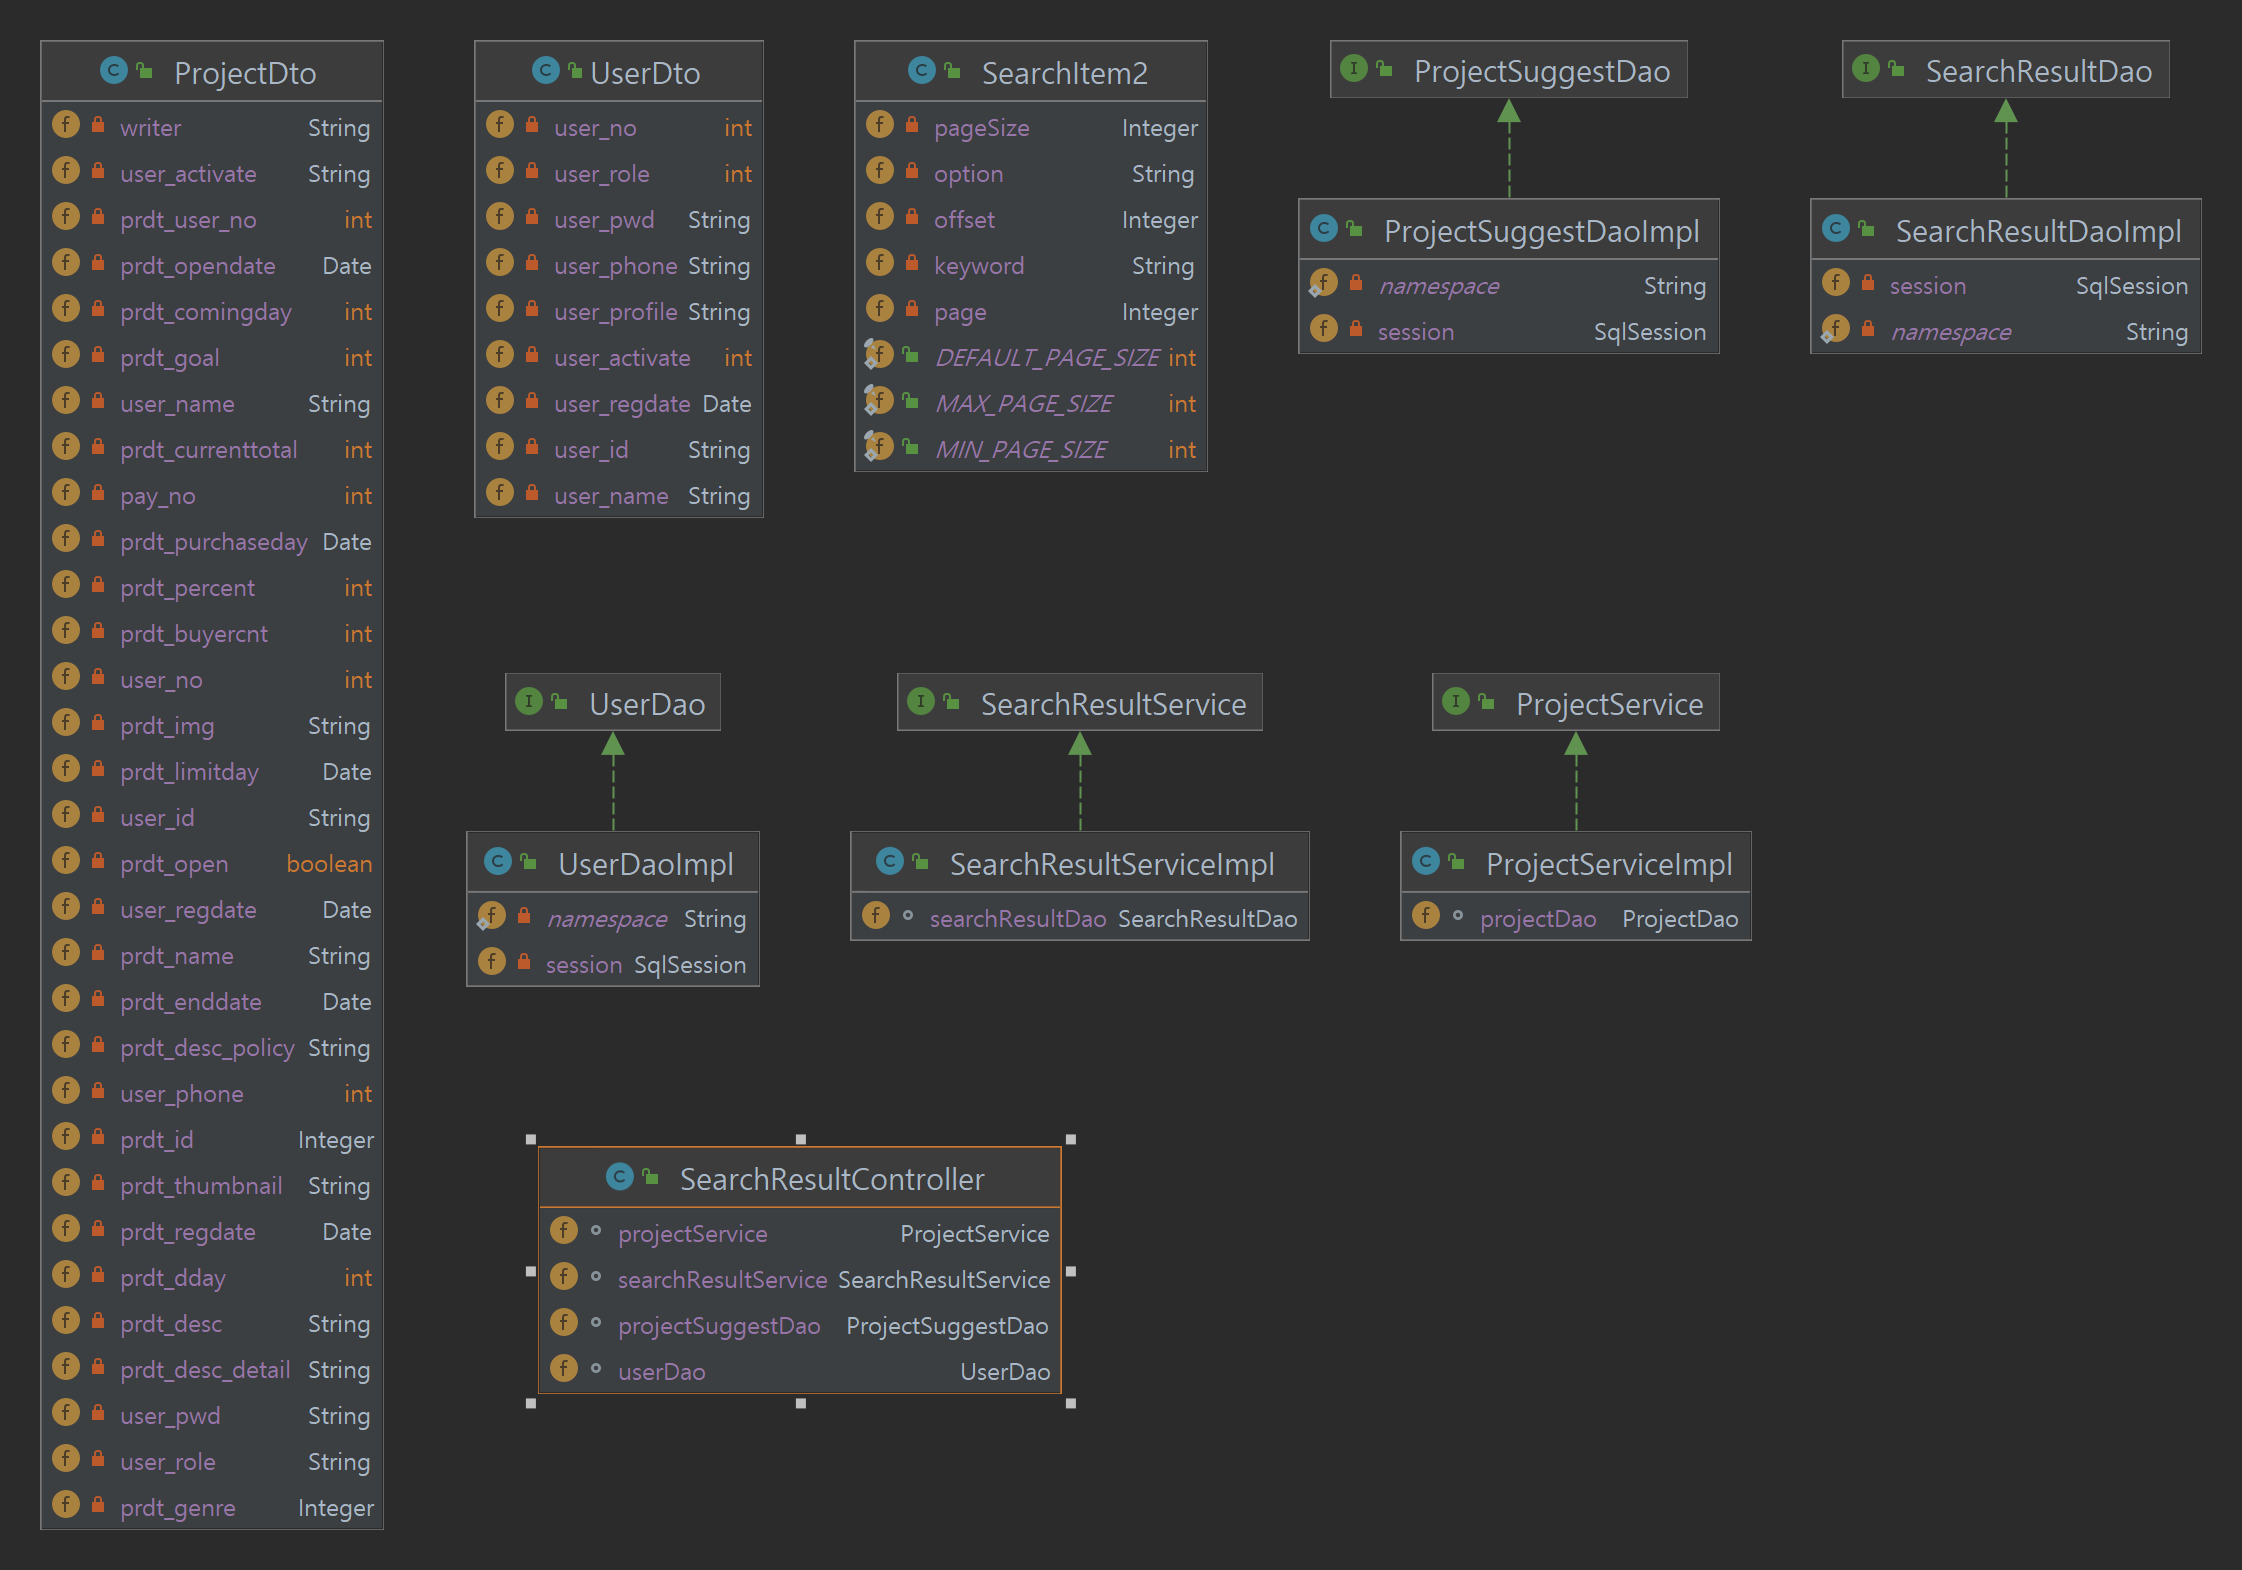 ProjectDto
writer String
user_activate String
prdt_user_no int
prdt_opendate Date
prdt_comingday int
prdt_goal int
user_name String
prdt_currenttotal int
pay_no int
prdt_purchaseday Date
prdt_percent int
prdt_buyercnt int
user_no int
prdt_img String
prdt_limitday Date
user_id String
prdt_open boolean
user_regdate Date
prdt_name String
prdt_enddate Date
prdt_desc_policy String
user_phone int
prdt_id Integer
prdt_thumbnail String
prdt_regdate Date
prdt_dday int
prdt_desc String
prdt_desc_detail String
user_pwd String
user_role String
prdt_genre Integer
UserDto
user_no int
user_role int
user_pwd String
user_phone String
user_profile String
user_activate int
user_regdate Date
user_id String
user_name String
SearchItem2
pageSize Integer
option String
offset Integer
keyword String
page Integer
DEFAULT_PAGE_SIZE int
MAX_PAGE_SIZE int
MIN_PAGE_SIZE int
ProjectSuggestDao
ProjectSuggestDaoImpl
namespace String
session SqlSession
SearchResultDao
SearchResultDaoImpl
session SqlSession
namespace String
UserDao
UserDaoImpl
namespace String
session SqlSession
SearchResultService
SearchResultServiceImpl
searchResultDao SearchResultDao
ProjectService
ProjectServiceImpl
projectDao ProjectDao
SearchResultController
projectService ProjectService
searchResultService SearchResultService
projectSuggestDao ProjectSuggestDao
userDao UserDao